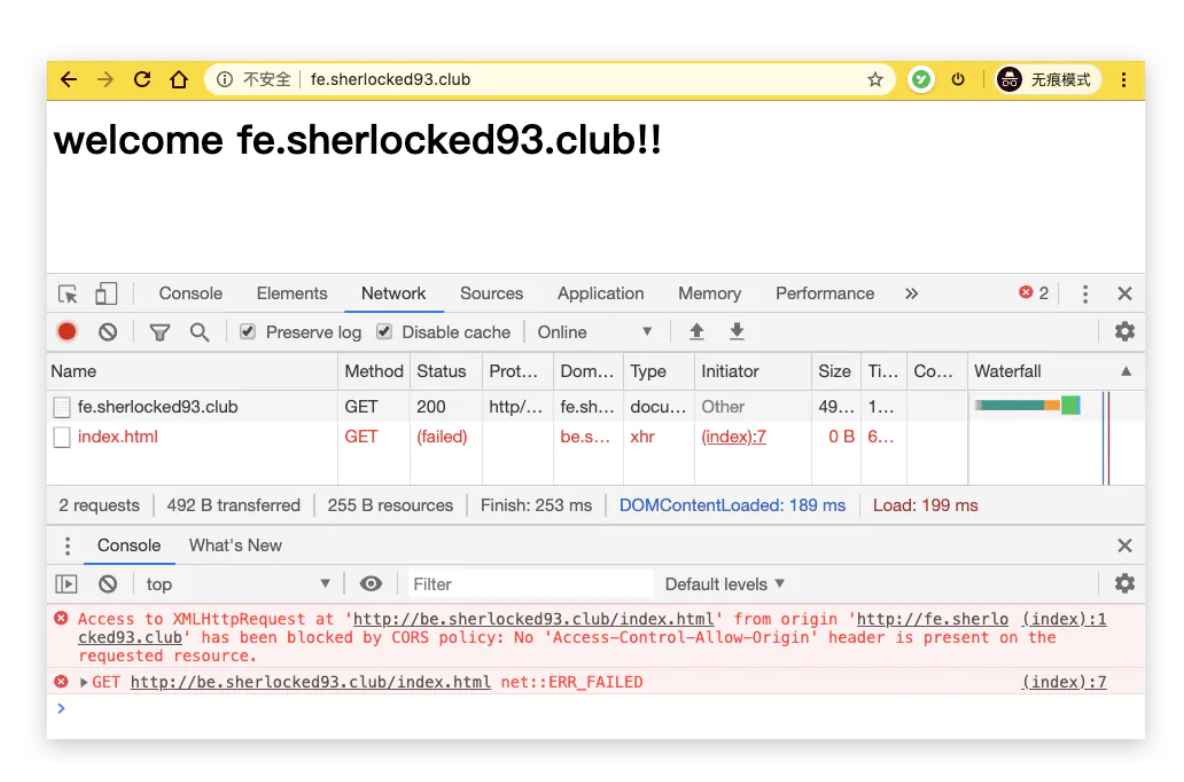 不安全 fe.sherlocked93.club 无痕模式
welcome fe.sherlocked93.club!!
Console Elements Network Sources Application Memory Performance » 2
Preserve log Disable cache Online
Name Method Status Prot... Dom... Type Initiator Size Ti... Co... Waterfall
fe.sherlocked93.club GET 200 http/... fe.sh... docu... Other 49... 1...
index.html GET (failed) be.s... xhr (index):7 0 B 6...
2 requests 492 B transferred 255 B resources Finish: 253 ms DOMContentLoaded: 189 ms Load: 199 ms
Console What's New
top Filter Default levels
Access to XMLHttpRequest at 'http://be.sherlocked93.club/index.html' from origin 'http://fe.sherlo (index):1
cked93.club' has been blocked by CORS policy: No 'Access-Control-Allow-Origin' header is present on the
requested resource.
GET http://be.sherlocked93.club/index.html net::ERR_FAILED (index):7